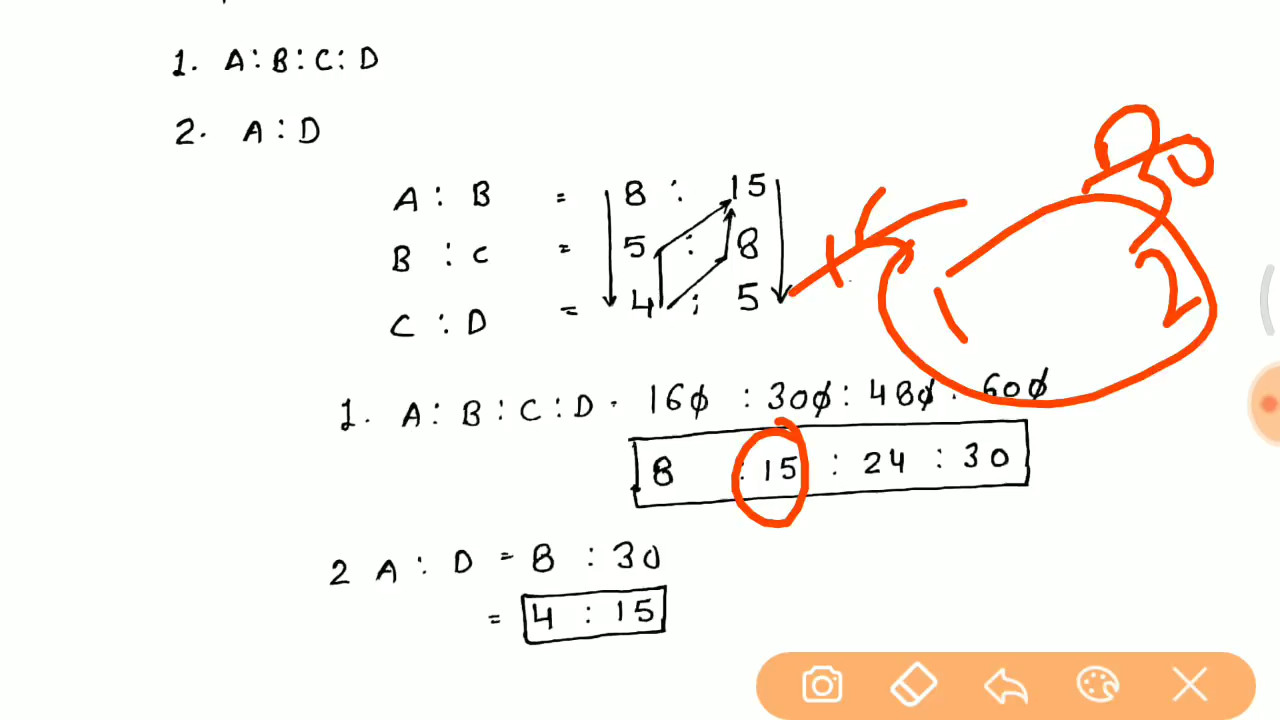 1. A:B:C:D
2. A:D
A:B = 8 : 15
B:C = 5 : 8
C:D = 4 : 5
1. A:B:C:D = 160 : 300 : 480 : 600
8 : 15 : 24 : 30
2 A:D = 8 : 30
= 4 : 15